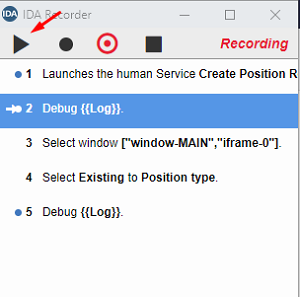 IDA IDA Recorder
Recording
1 Launches the human Service Create Position R
2 Debug {{Log}}.
3 Select window ["window-MAIN","iframe-0"].
4 Select Existing to Position type.
5 Debug {{Log}}.